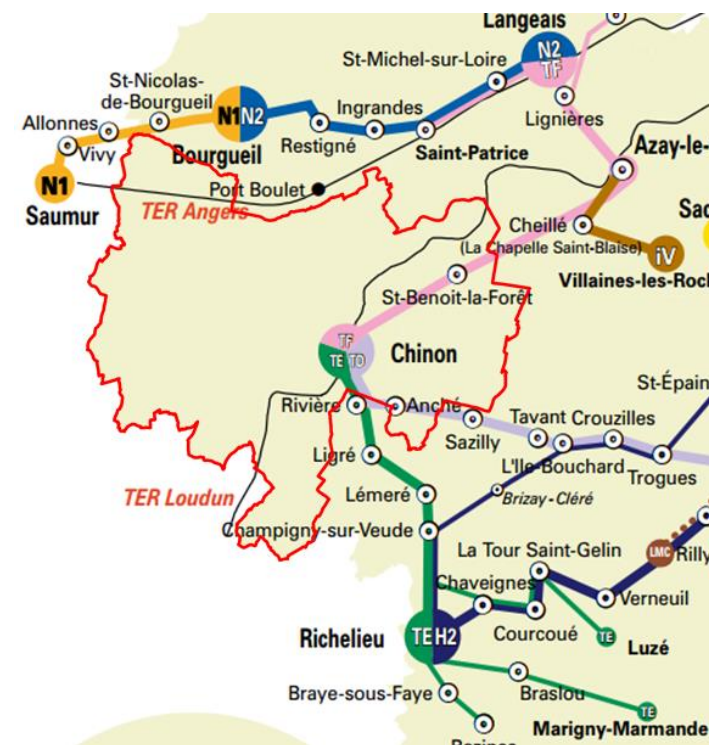 Langeais
N2
TF
St-Michel-sur-Loire
St-Nicolas-
de-Bourgueil
N1 N2
Ingrandes
Lignières
Allonnes
Vivy
Bourgueil
Restigné
Saint-Patrice
Azay-le-
N1
Saumur
Port Boulet
TER Angers
Sac
Cheillé
(La Chapelle Saint-Blaise)
iV
Villaines-les-Roch
St-Benoit-la-Forêt
TF
TE TD
Chinon
St-Épain
Rivière
Anché
Sazilly
Tavant
Crouzilles
Ligré
L'Ile-Bouchard
Trogues
TER Loudun
Lémeré
Brizay-Cléré
Champigny-sur-Veude
La Tour Saint-Gelin
LMC
Rilly
Chaveignes
Verneuil
Richelieu
TE H2
Courcoué
TE
Luzé
Braye-sous-Faye
Braslou
TE
Marigny-Marmande